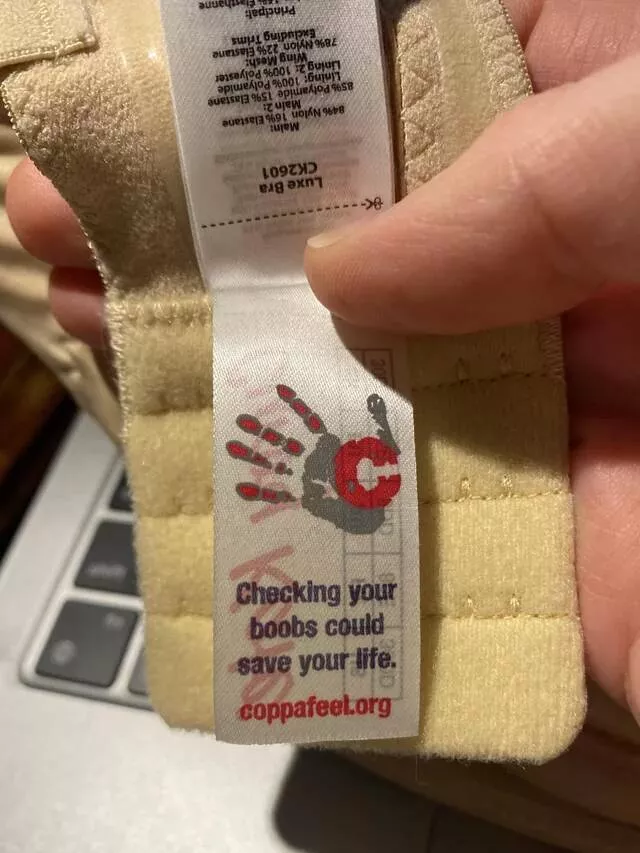 Luxe Bra
CK2601
Main:
84% Nylon 16% Elastane
Main 2:
85% Polyamide 15% Elastane
Lining: 100% Polyamide
Lining 2: 100% Polyester
Wing Mesh:
78% Nylon 22% Elastane
Excluding Trims
Principal:
Elasthanne
Checking your
boobs could
save your life.
coppafeel.org